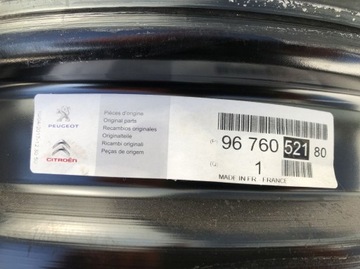 PEUGEOT
CITROËN
Pièces d'origine
Original parts
Recambios originales
Originalteile
Ricambi originali
Peças de origem
(P) 96 760 521 80
(Q) 1
MADE IN FR - FRANCE